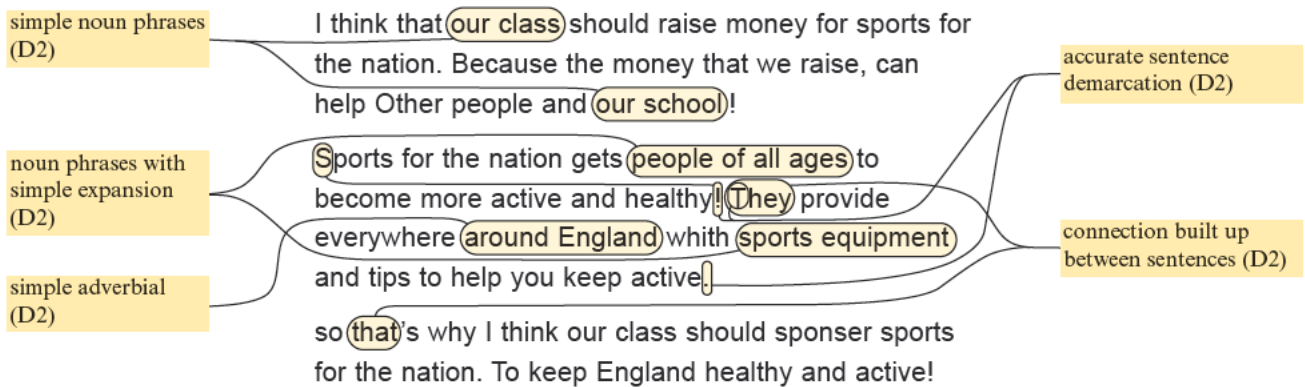 simple noun phrases
(D2)
noun phrases with
simple expansion
(D2)
simple adverbial
(D2)
I think that our class should raise money for sports for
the nation. Because the money that we raise, can
help Other people and our school!
Sports for the nation gets people of all ages to
become more active and healthy! They provide
everywhere around England whith sports equipment
and tips to help you keep active.
so that's why I think our class should sponser sports
for the nation. To keep England healthy and active!
accurate sentence
demarcation (D2)
connection built up
between sentences (D2)